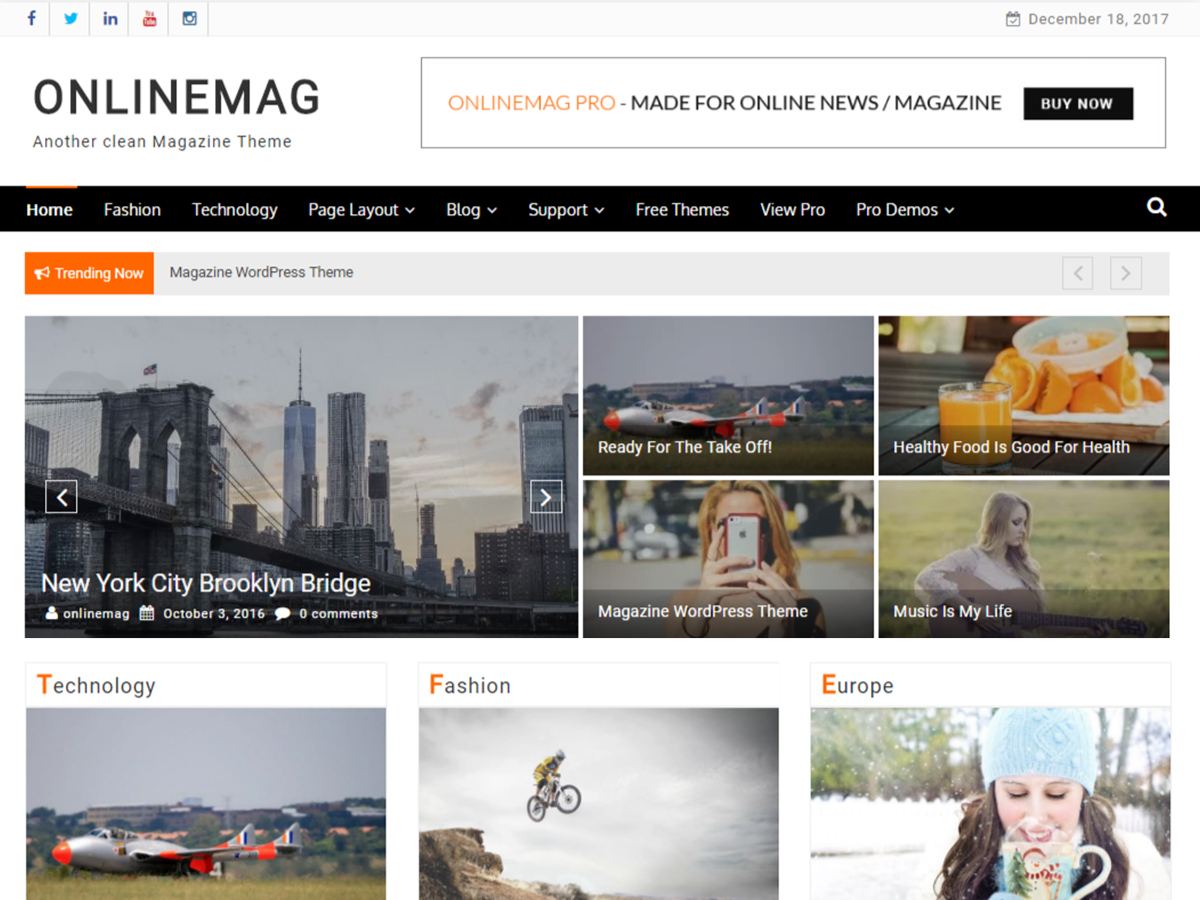 December 18, 2017
ONLINEMAG
Another clean Magazine Theme
ONLINEMAG PRO - MADE FOR ONLINE NEWS / MAGAZINE
BUY NOW
Home Fashion Technology Page Layout Blog Support Free Themes View Pro Pro Demos
Trending Now
Magazine WordPress Theme
New York City Brooklyn Bridge
onlinemag October 3, 2016 0 comments
Ready For The Take Off!
Healthy Food Is Good For Health
Magazine WordPress Theme
Music Is My Life
Technology
Fashion
Europe